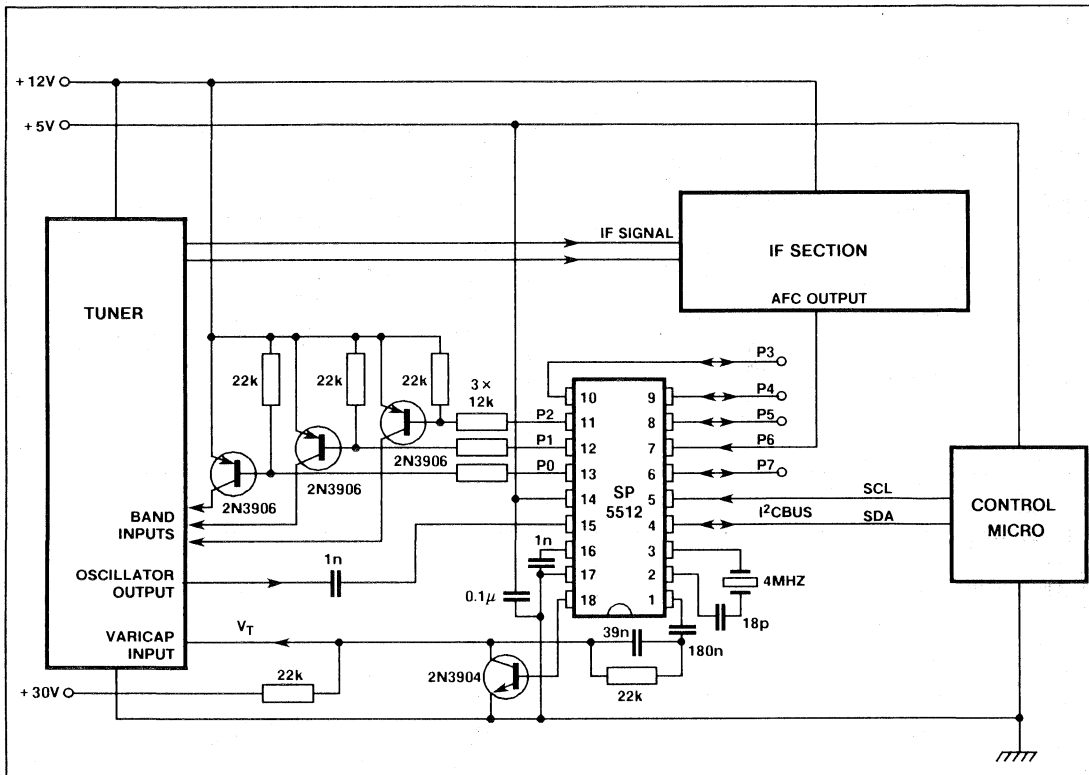 + 12V
+ 5V
IF SIGNAL
IF SECTION
AFC OUTPUT
TUNER
22k
22k
22k
3 ×
12k
2N3906
2N3906
2N3906
P2
P1
P0
BAND
INPUTS
OSCILLATOR
OUTPUT
1n
VARICAP
INPUT
V_T
+ 30V
22k
2N3904
0.1µ
1n
10
11
12
13
14
15
16
17
18
SP
5512
9
8
7
6
5
4
3
2
1
P3
P4
P5
P6
P7
SCL
I²CBUS
SDA
CONTROL
MICRO
4MHZ
18p
39n
180n
22k